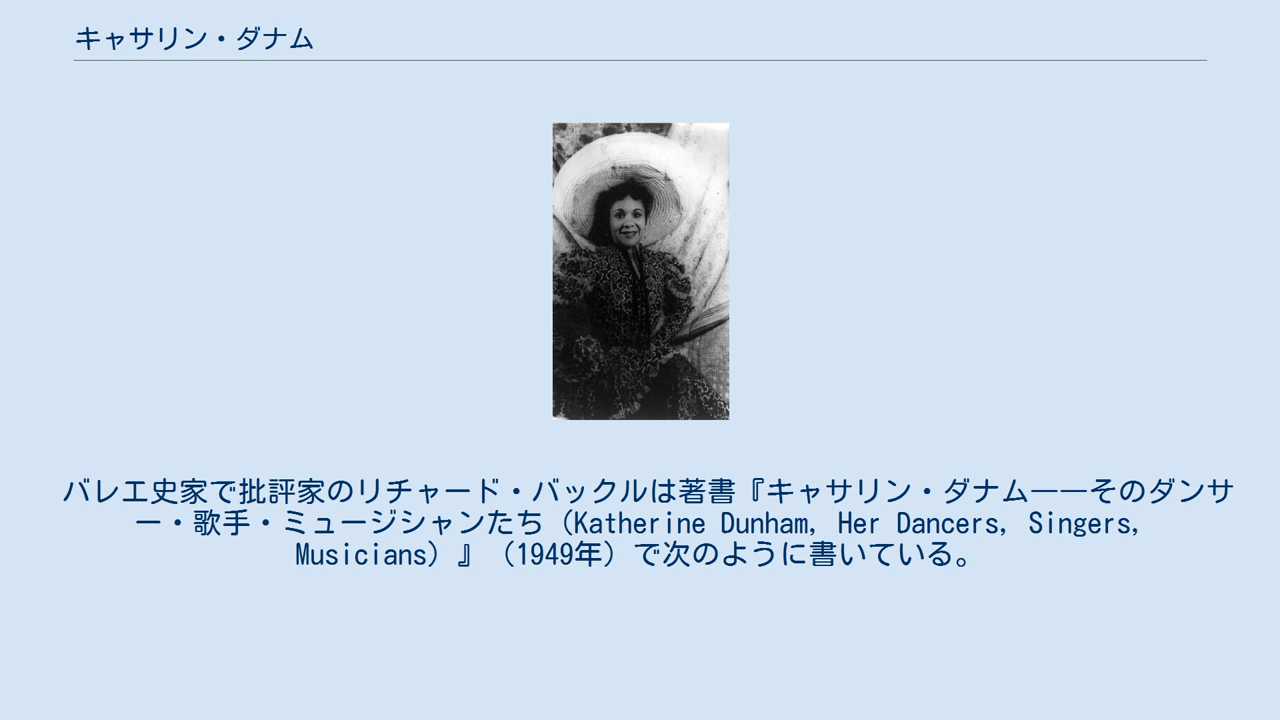 キャサリン・ダナム
バレエ史家で批評家のリチャード・バックルは著書『キャサリン・ダナム――そのダンサ
ー・歌手・ミュージシャンたち（Katherine Dunham, Her Dancers, Singers,
Musicians）』（1949年）で次のように書いている。